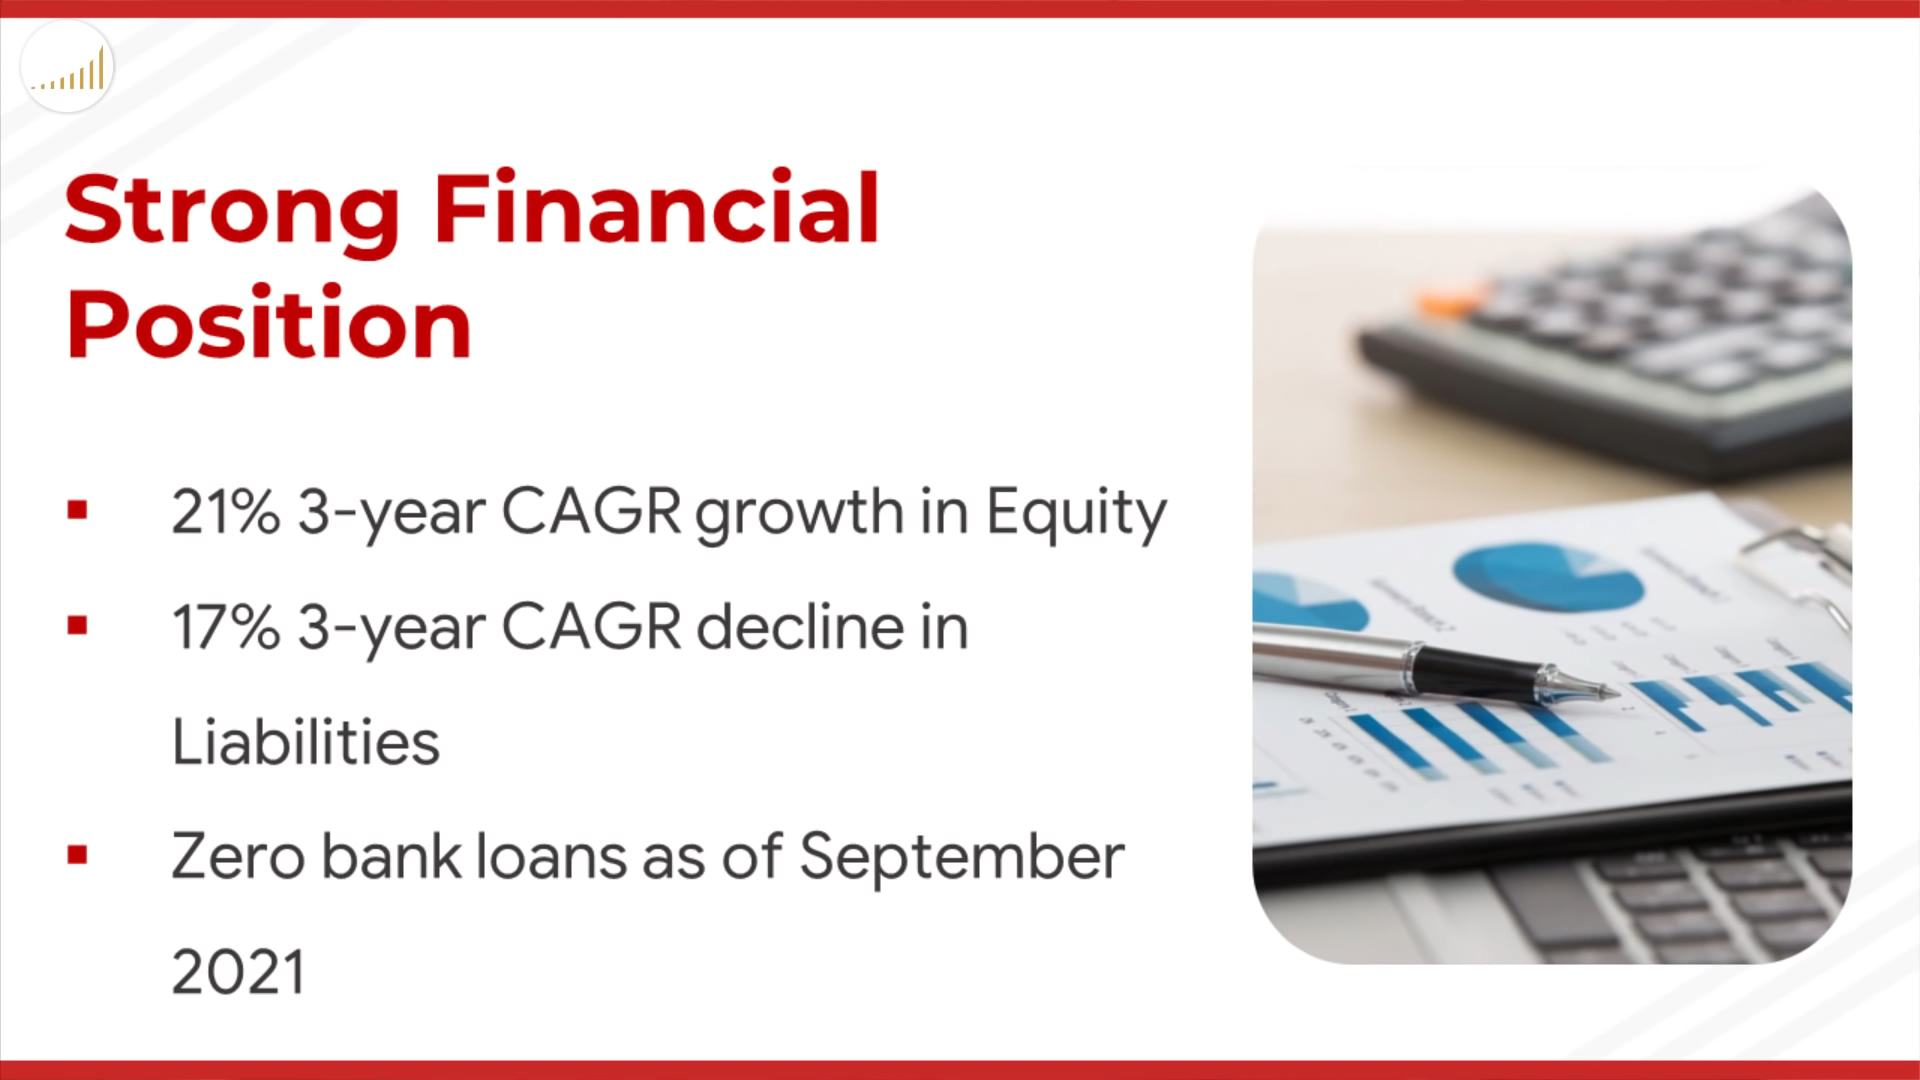 Strong Financial
Position
21% 3-year CAGR growth in Equity
17% 3-year CAGR decline in
Liabilities
Zero bank loans as of September
2021